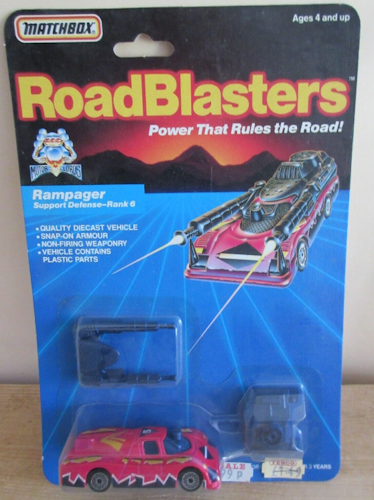 MATCHBOX
Ages 4 and up
RoadBlasters
TM
Power That Rules the Road!
Rampager
Support Defense–Rank 6
• QUALITY DIECAST VEHICLE
• SNAP-ON ARMOUR
• NON-FIRING WEAPONRY
• VEHICLE CONTAINS
PLASTIC PARTS
3 YEARS
99p